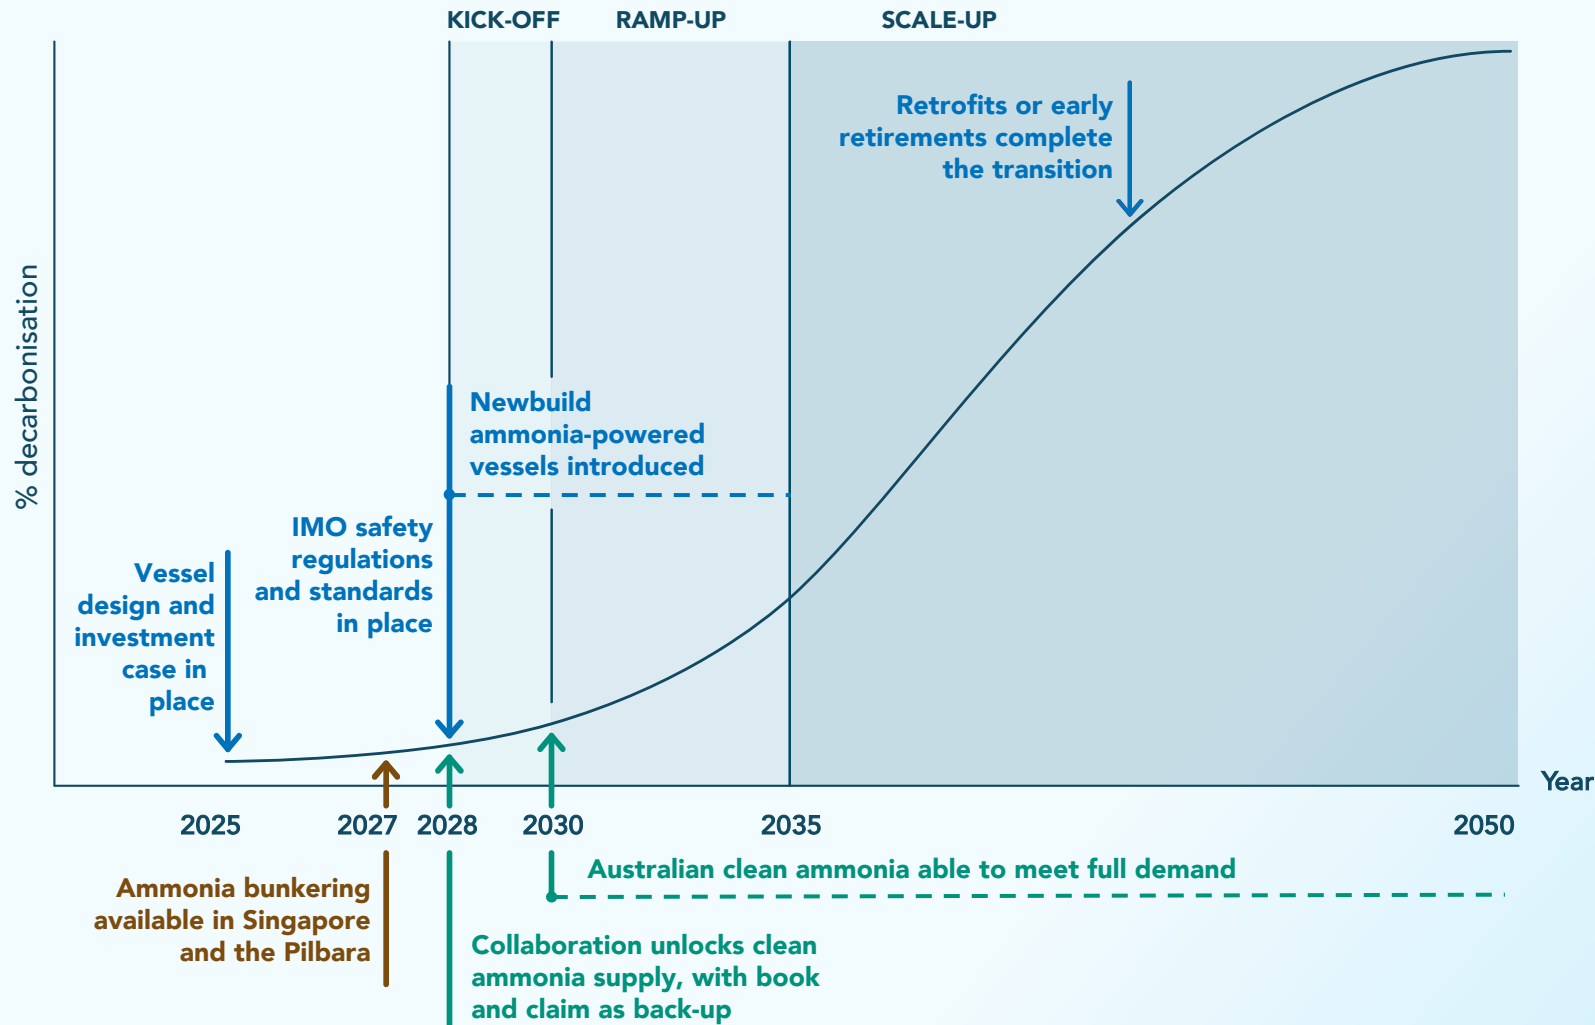 KICK-OFF
RAMP-UP
SCALE-UP
% decarbonisation
Retrofits or early
retirements complete
the transition
Newbuild
ammonia-powered
vessels introduced
IMO safety
regulations
and standards
in place
Vessel
design and
investment
case in
place
Year
2025
2027
2028
2030
2035
2050
Australian clean ammonia able to meet full demand
Ammonia bunkering
available in Singapore
and the Pilbara
Collaboration unlocks clean
ammonia supply, with book
and claim as back-up